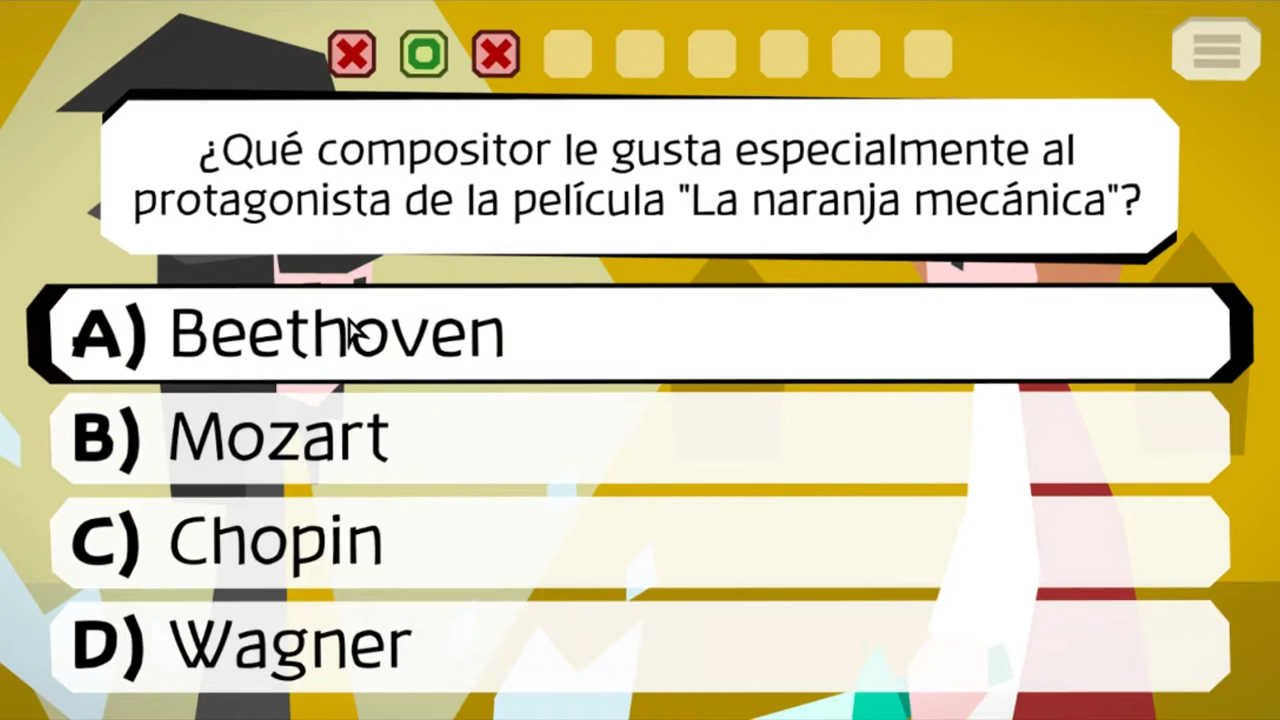 ¿Qué compositor le gusta especialmente al
protagonista de la película "La naranja mecánica"?
A) Beethoven
B) Mozart
C) Chopin
D) Wagner